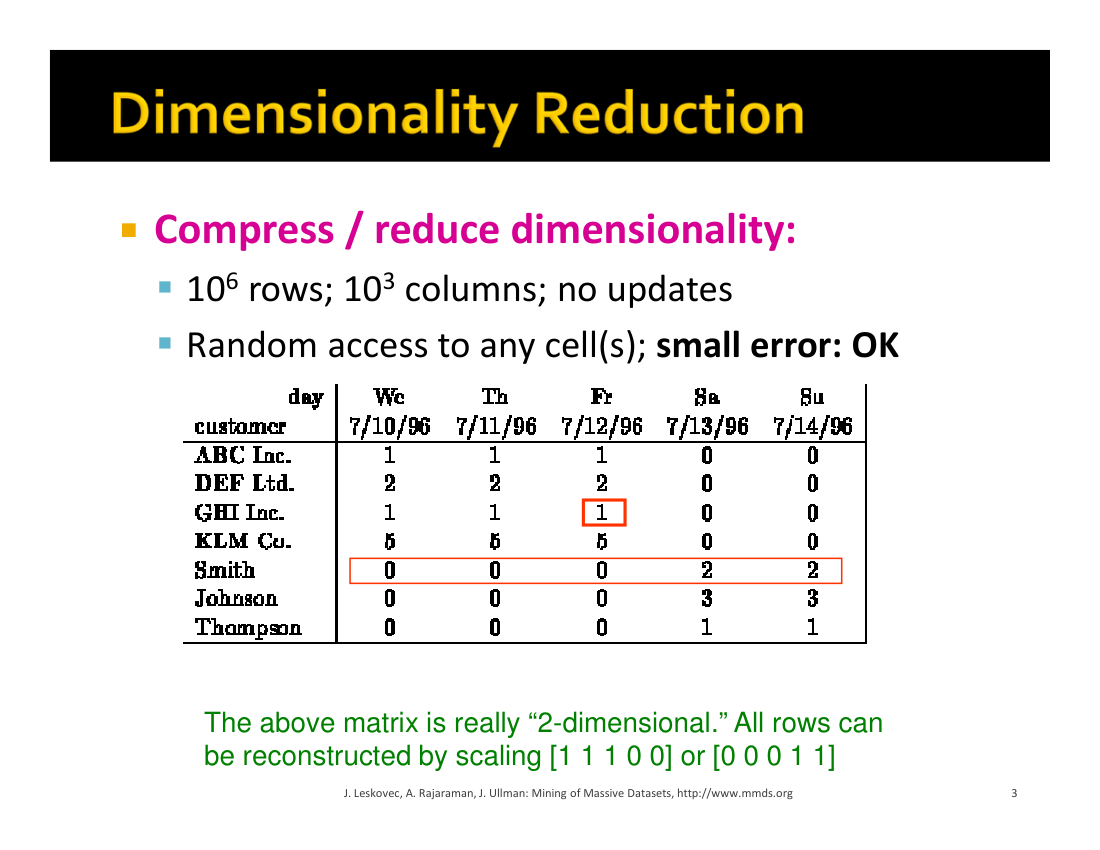 Dimensionality Reduction
Compress / reduce dimensionality:
10⁶ rows; 10³ columns; no updates
Random access to any cell(s); small error: OK
day We Th Fr Sa Su
customer 7/10/96 7/11/96 7/12/96 7/13/96 7/14/96
ABC Inc. 1 1 1 0 0
DEF Ltd. 2 2 2 0 0
GHI Inc. 1 1 1 0 0
KLM Co. 5 5 5 0 0
Smith 0 0 0 2 2
Johnson 0 0 0 3 3
Thompson 0 0 0 1 1
The above matrix is really “2-dimensional.” All rows can
be reconstructed by scaling [1 1 1 0 0] or [0 0 0 1 1]
J. Leskovec, A. Rajaraman, J. Ullman: Mining of Massive Datasets, http://www.mmds.org 3